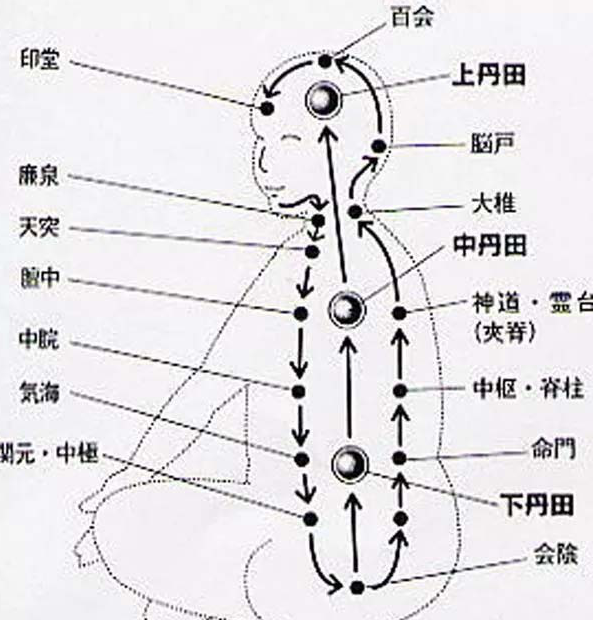 百会
印堂
上丹田
脳戸
廉泉
大椎
天突
中丹田
膻中
神道・霊台
(夾脊)
中脘
中枢・脊柱
気海
命門
関元・中極
下丹田
会陰